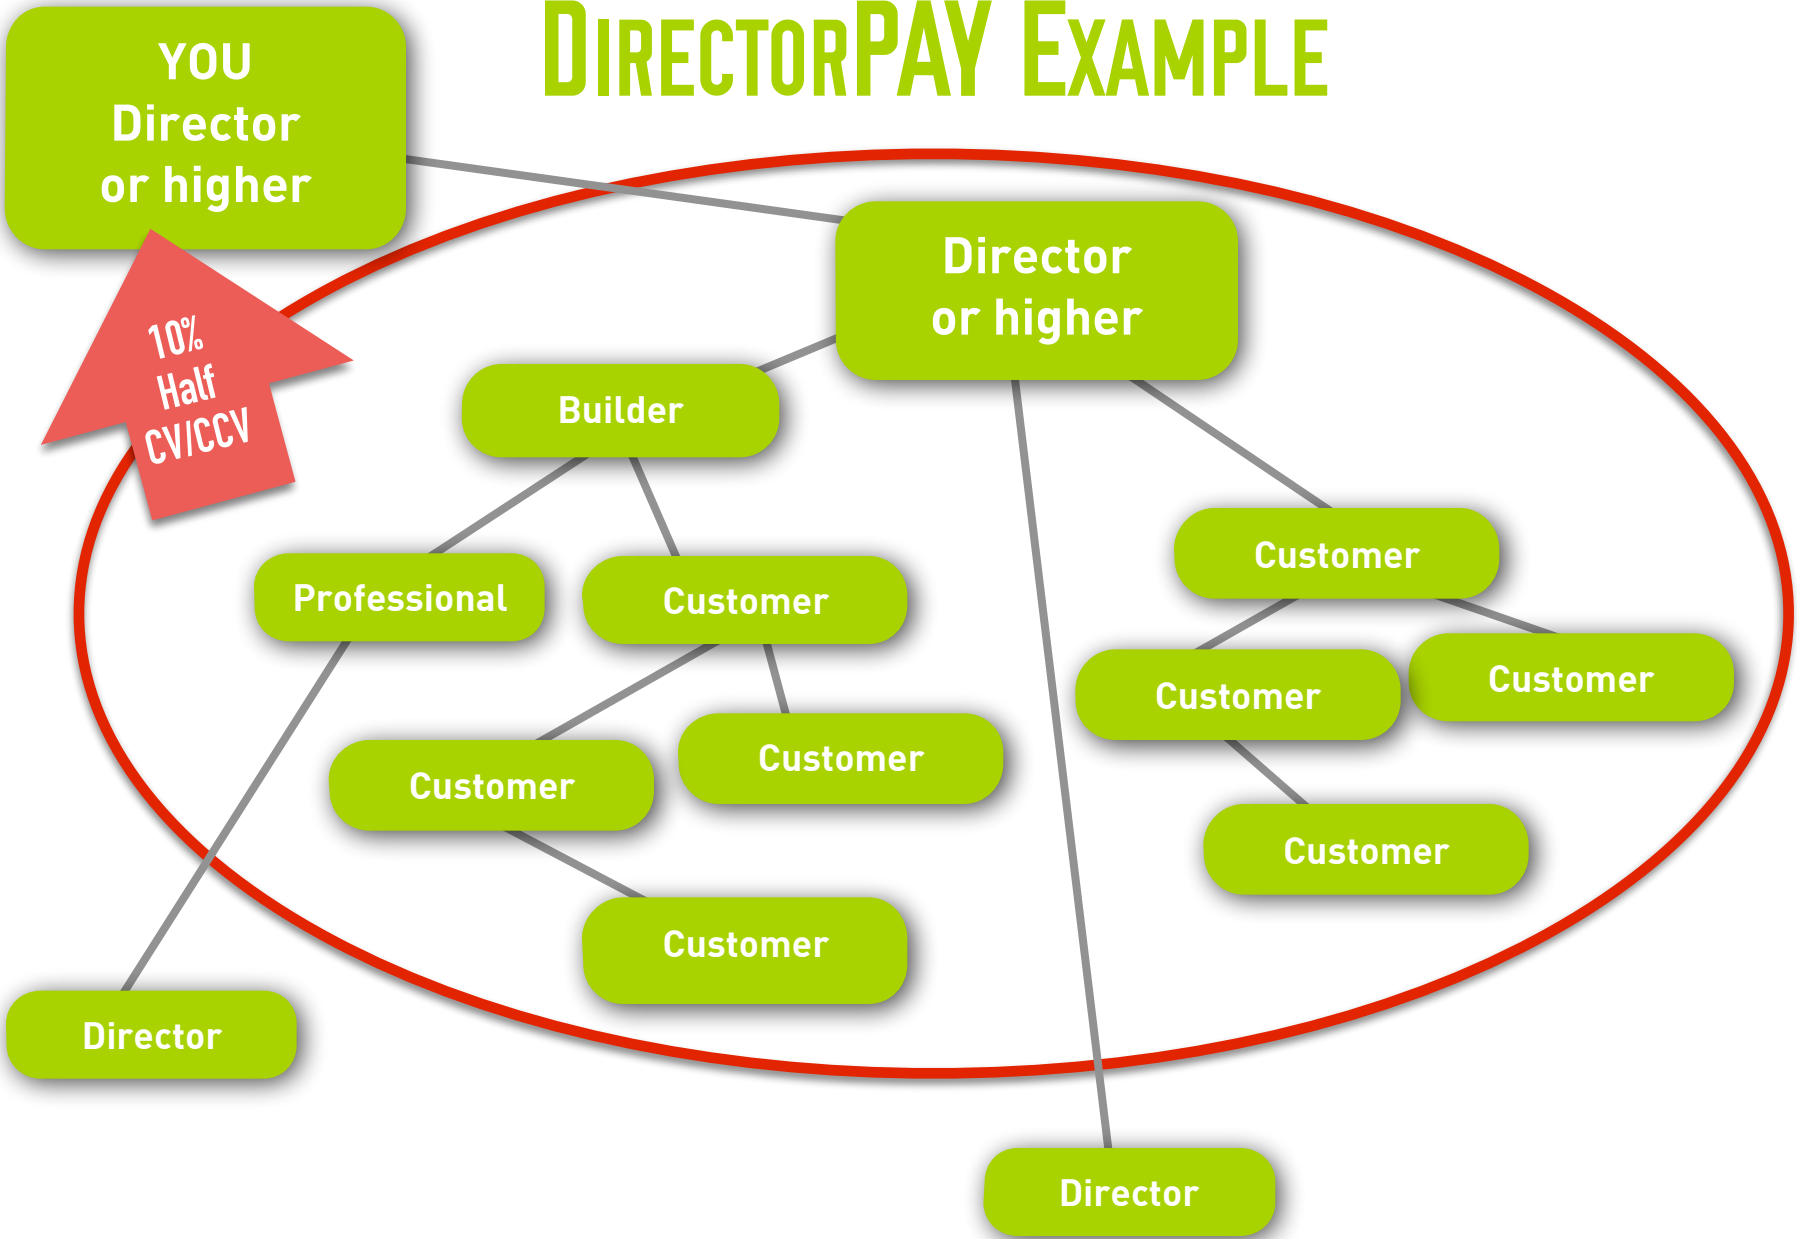 DIRECTORPAY EXAMPLE
YOU
Director
or higher
10%
Half
CV/CCV
Director
or higher
Builder
Professional
Customer
Customer
Customer
Customer
Customer
Customer
Customer
Customer
Director
Director